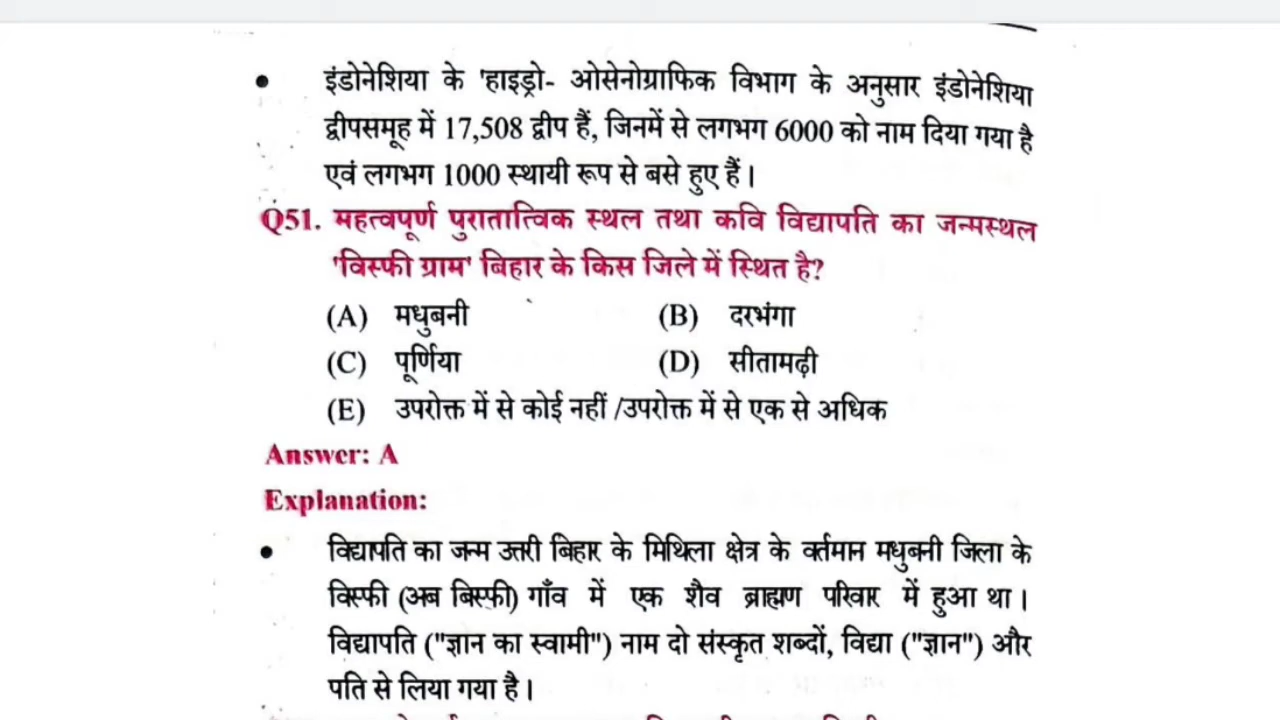 • इंडोनेशिया के 'हाइड्रो- ओसेनोग्राफिक विभाग के अनुसार इंडोनेशिया
द्वीपसमूह में 17,508 द्वीप हैं, जिनमें से लगभग 6000 को नाम दिया गया है
एवं लगभग 1000 स्थायी रूप से बसे हुए हैं।
Q51. महत्वपूर्ण पुरातात्विक स्थल तथा कवि विद्यापति का जन्मस्थल
'विस्फी ग्राम' बिहार के किस जिले में स्थित है?
(A) मधुबनी (B) दरभंगा
(C) पूर्णिया (D) सीतामढ़ी
(E) उपरोक्त में से कोई नहीं /उपरोक्त में से एक से अधिक
Answer: A
Explanation:
• विद्यापति का जन्म उत्तरी बिहार के मिथिला क्षेत्र के वर्तमान मधुबनी जिला के
विस्फी (अब बिस्फी) गाँव में एक शैव ब्राह्मण परिवार में हुआ था।
विद्यापति ("ज्ञान का स्वामी") नाम दो संस्कृत शब्दों, विद्या ("ज्ञान") और
पति से लिया गया है।